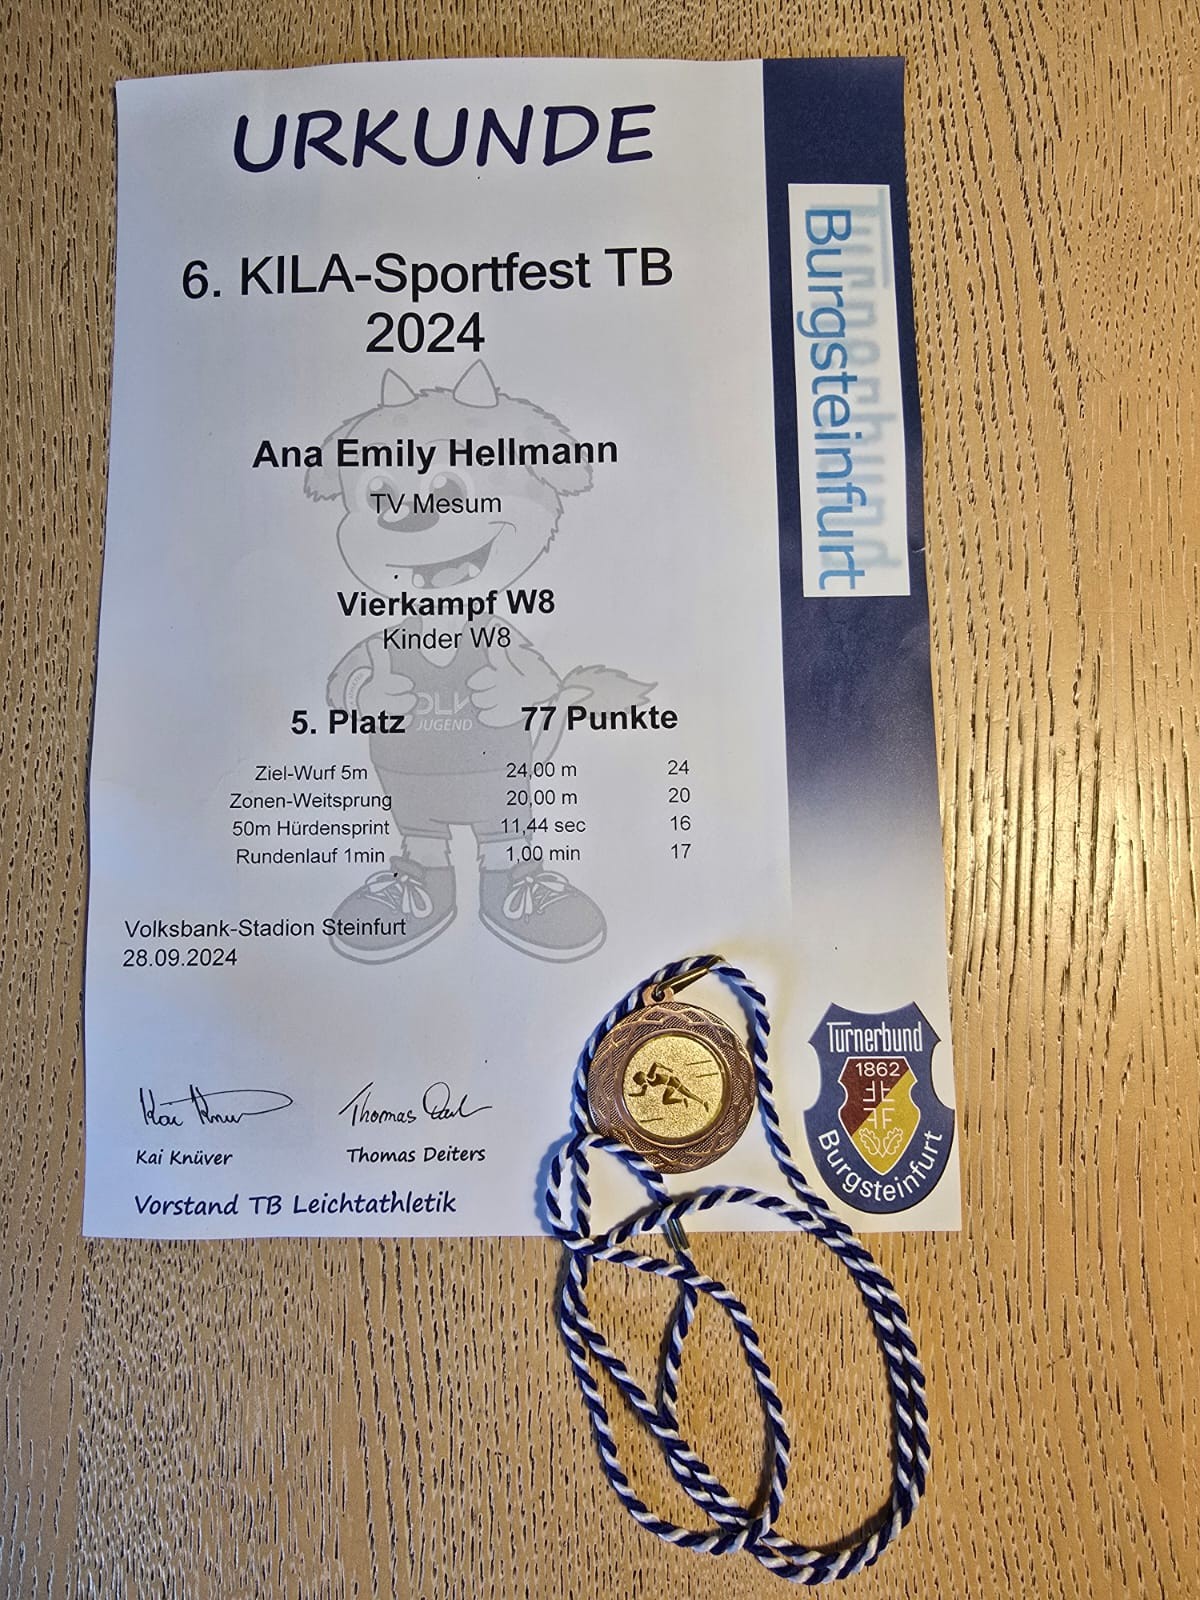 URKUNDE
6. KILA-Sportfest TB
2024
Ana Emily Hellmann
TV Mesum
Vierkampf W8
Kinder W8
DLV
JUGEND
5. Platz 77 Punkte
Ziel-Wurf 5m 24,00 m 24
Zonen-Weitsprung 20,00 m 20
50m Hürdensprint 11,44 sec 16
Rundenlauf 1min 1,00 min 17
Volksbank-Stadion Steinfurt
28.09.2024
Kai Knüver Thomas Deiters
Vorstand TB Leichtathletik
Turnerbund
Burgsteinfurt
Turnerbund
1862
Burgsteinfurt